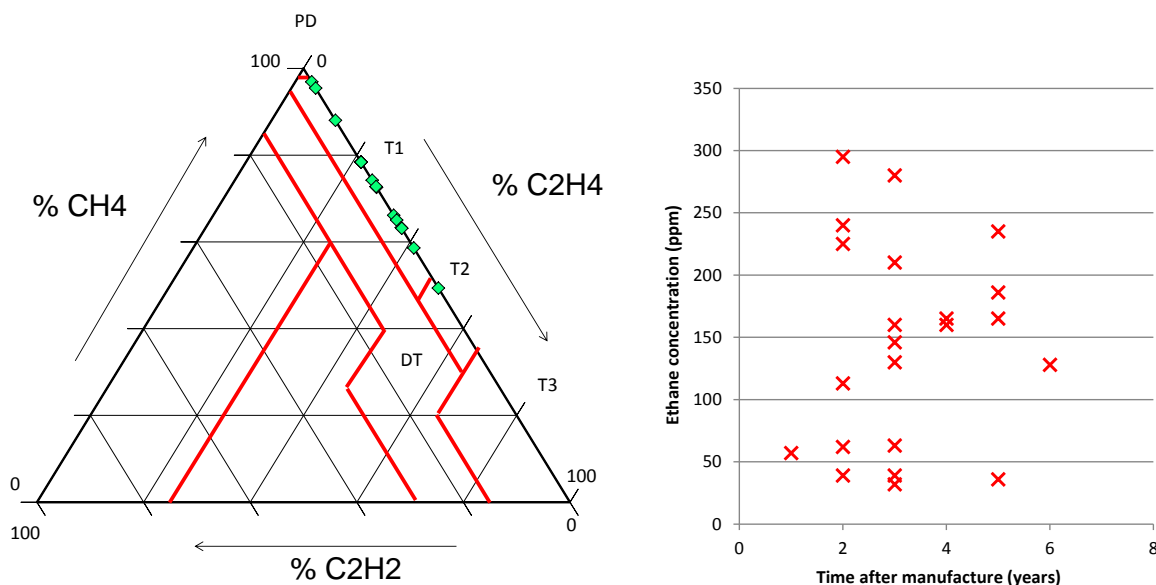 PD
100
0
T1
% CH4
% C2H4
T2
DT
T3
0
100
100
0
% C2H2
350
300
250
200
150
100
50
0
Ethane concentration (ppm)
0
2
4
6
8
Time after manufacture (years)